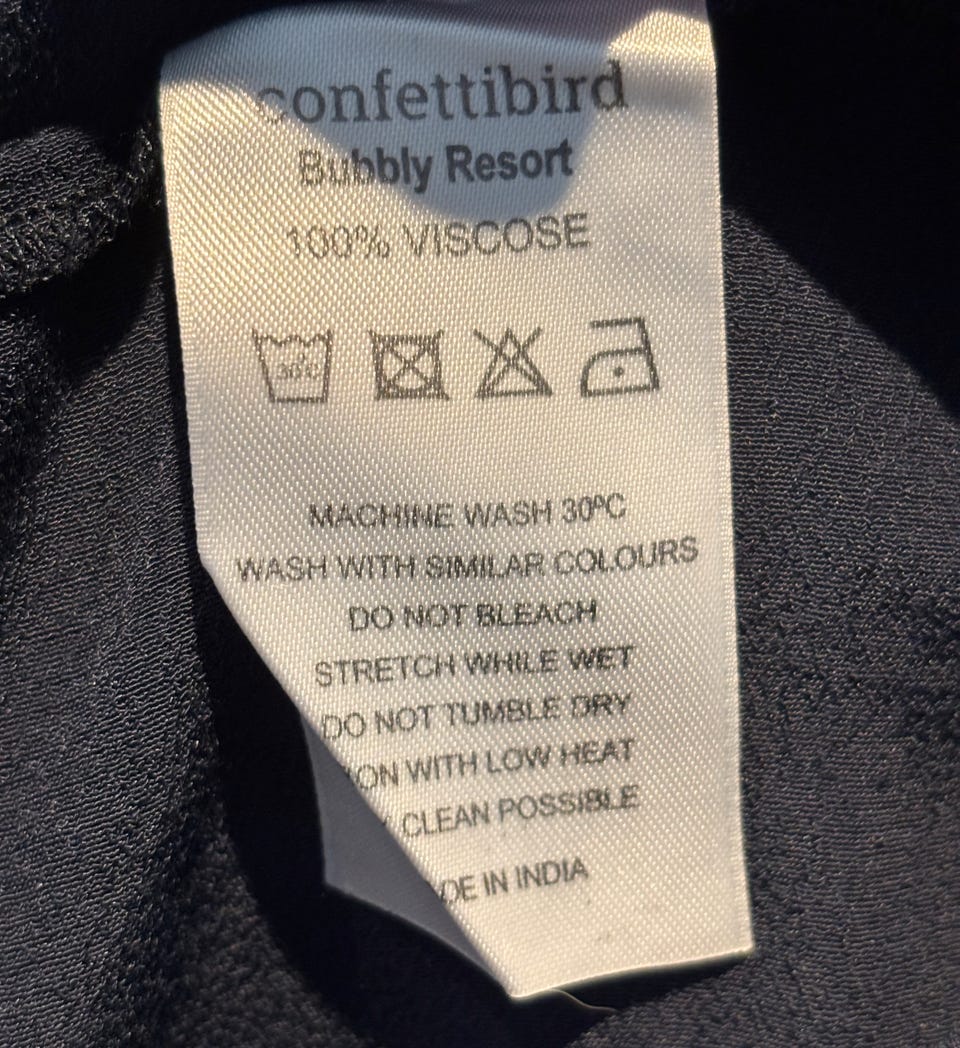 confettibird
Bubbly Resort
100% VISCOSE
30°C
MACHINE WASH 30ºC
WASH WITH SIMILAR COLOURS
DO NOT BLEACH
STRETCH WHILE WET
DO NOT TUMBLE DRY
ON WITH LOW HEAT
CLEAN POSSIBLE
DE IN INDIA